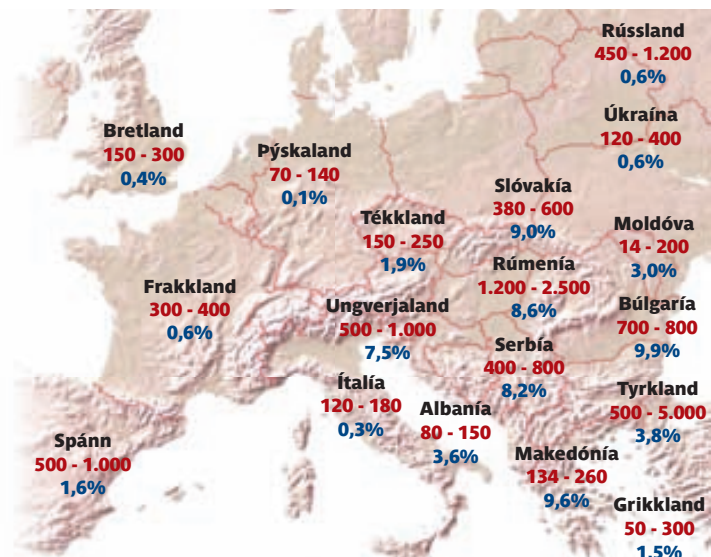 Rússland
450 - 1.200
0,6%
Úkraína
120 - 400
0,6%
Bretland
150 - 300
0,4%
Þýskaland
70 - 140
0,1%
Slóvakía
380 - 600
9,0%
Tékkland
150 - 250
1,9%
Moldóva
14 - 200
3,0%
Rúmenía
1.200 - 2.500
8,6%
Frakkland
300 - 400
0,6%
Ungverjaland
500 - 1.000
7,5%
Búlgaría
700 - 800
9,9%
Serbía
400 - 800
8,2%
Ítalía
120 - 180
0,3%
Albanía
80 - 150
3,6%
Tyrkland
500 - 5.000
3,8%
Spánn
500 - 1.000
1,6%
Makedónía
134 - 260
9,6%
Grikkland
50 - 300
1,5%